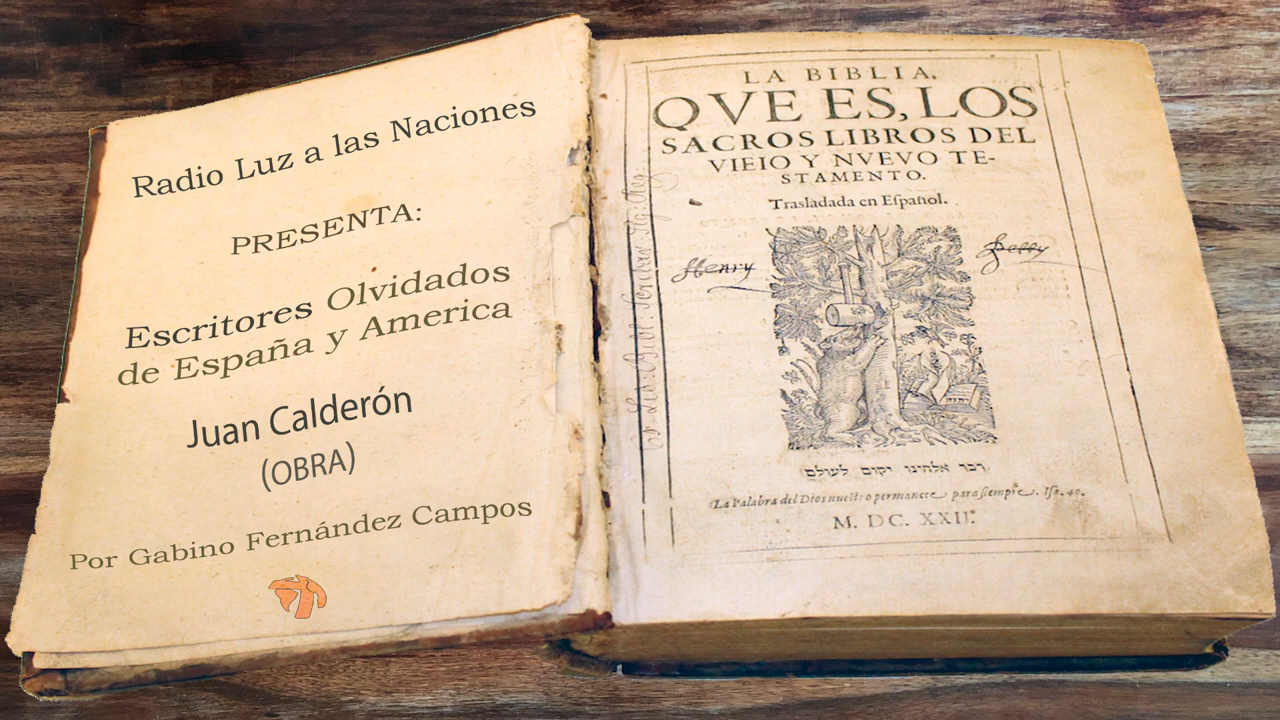 Radio Luz a las Naciones
PRESENTA:
Escritores Olvidados
de España y America
Juan Calderón
(OBRA)
Por Gabino Fernández Campos
LA BIBLIA,
QVE ES, LOS
SACROS LIBROS DEL
VIEIO Y NVEVO TE-
STAMENTO.
Trasladada en Español.
Henry
דבר אלהינו יקום לעולם
La Palabra del Dios nuestro permanece para siempre. Isa. 40.
M. DC. XXII.